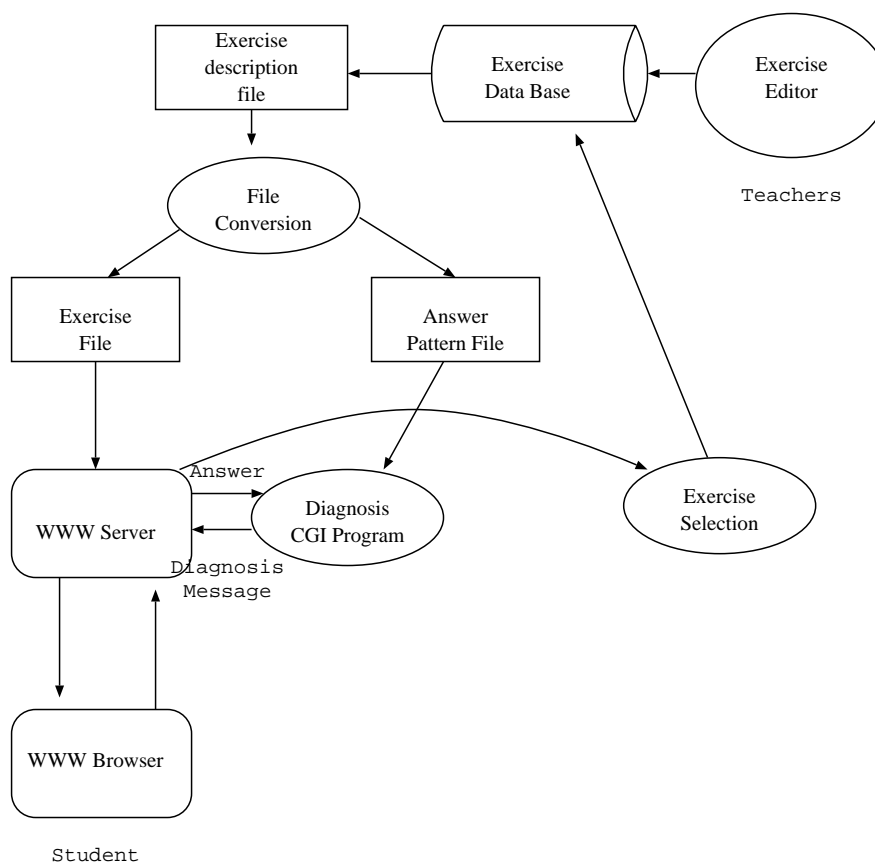 Exercise
description
file
Exercise
Data Base
Exercise
Editor
Teachers
File
Conversion
Exercise
File
Answer
Pattern File
Answer
WWW Server
Diagnosis
CGI Program
Exercise
Selection
Diagnosis
Message
WWW Browser
Student